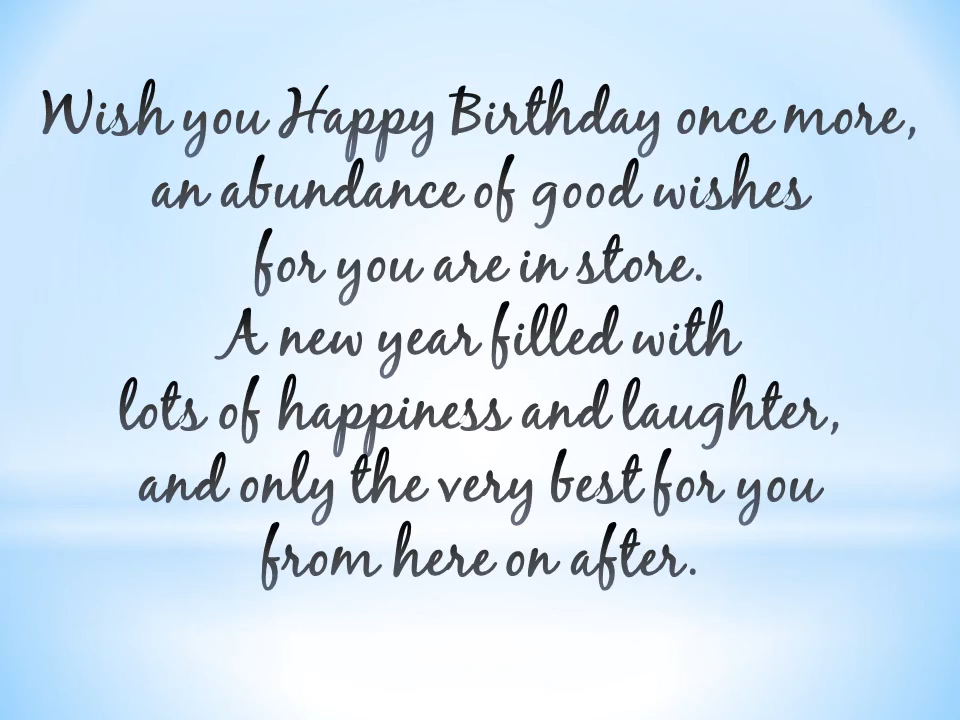 Wish you Happy Birthday once more,
an abundance of good wishes
for you are in store.
A new year filled with
lots of happiness and laughter,
and only the very best for you
from here on after.